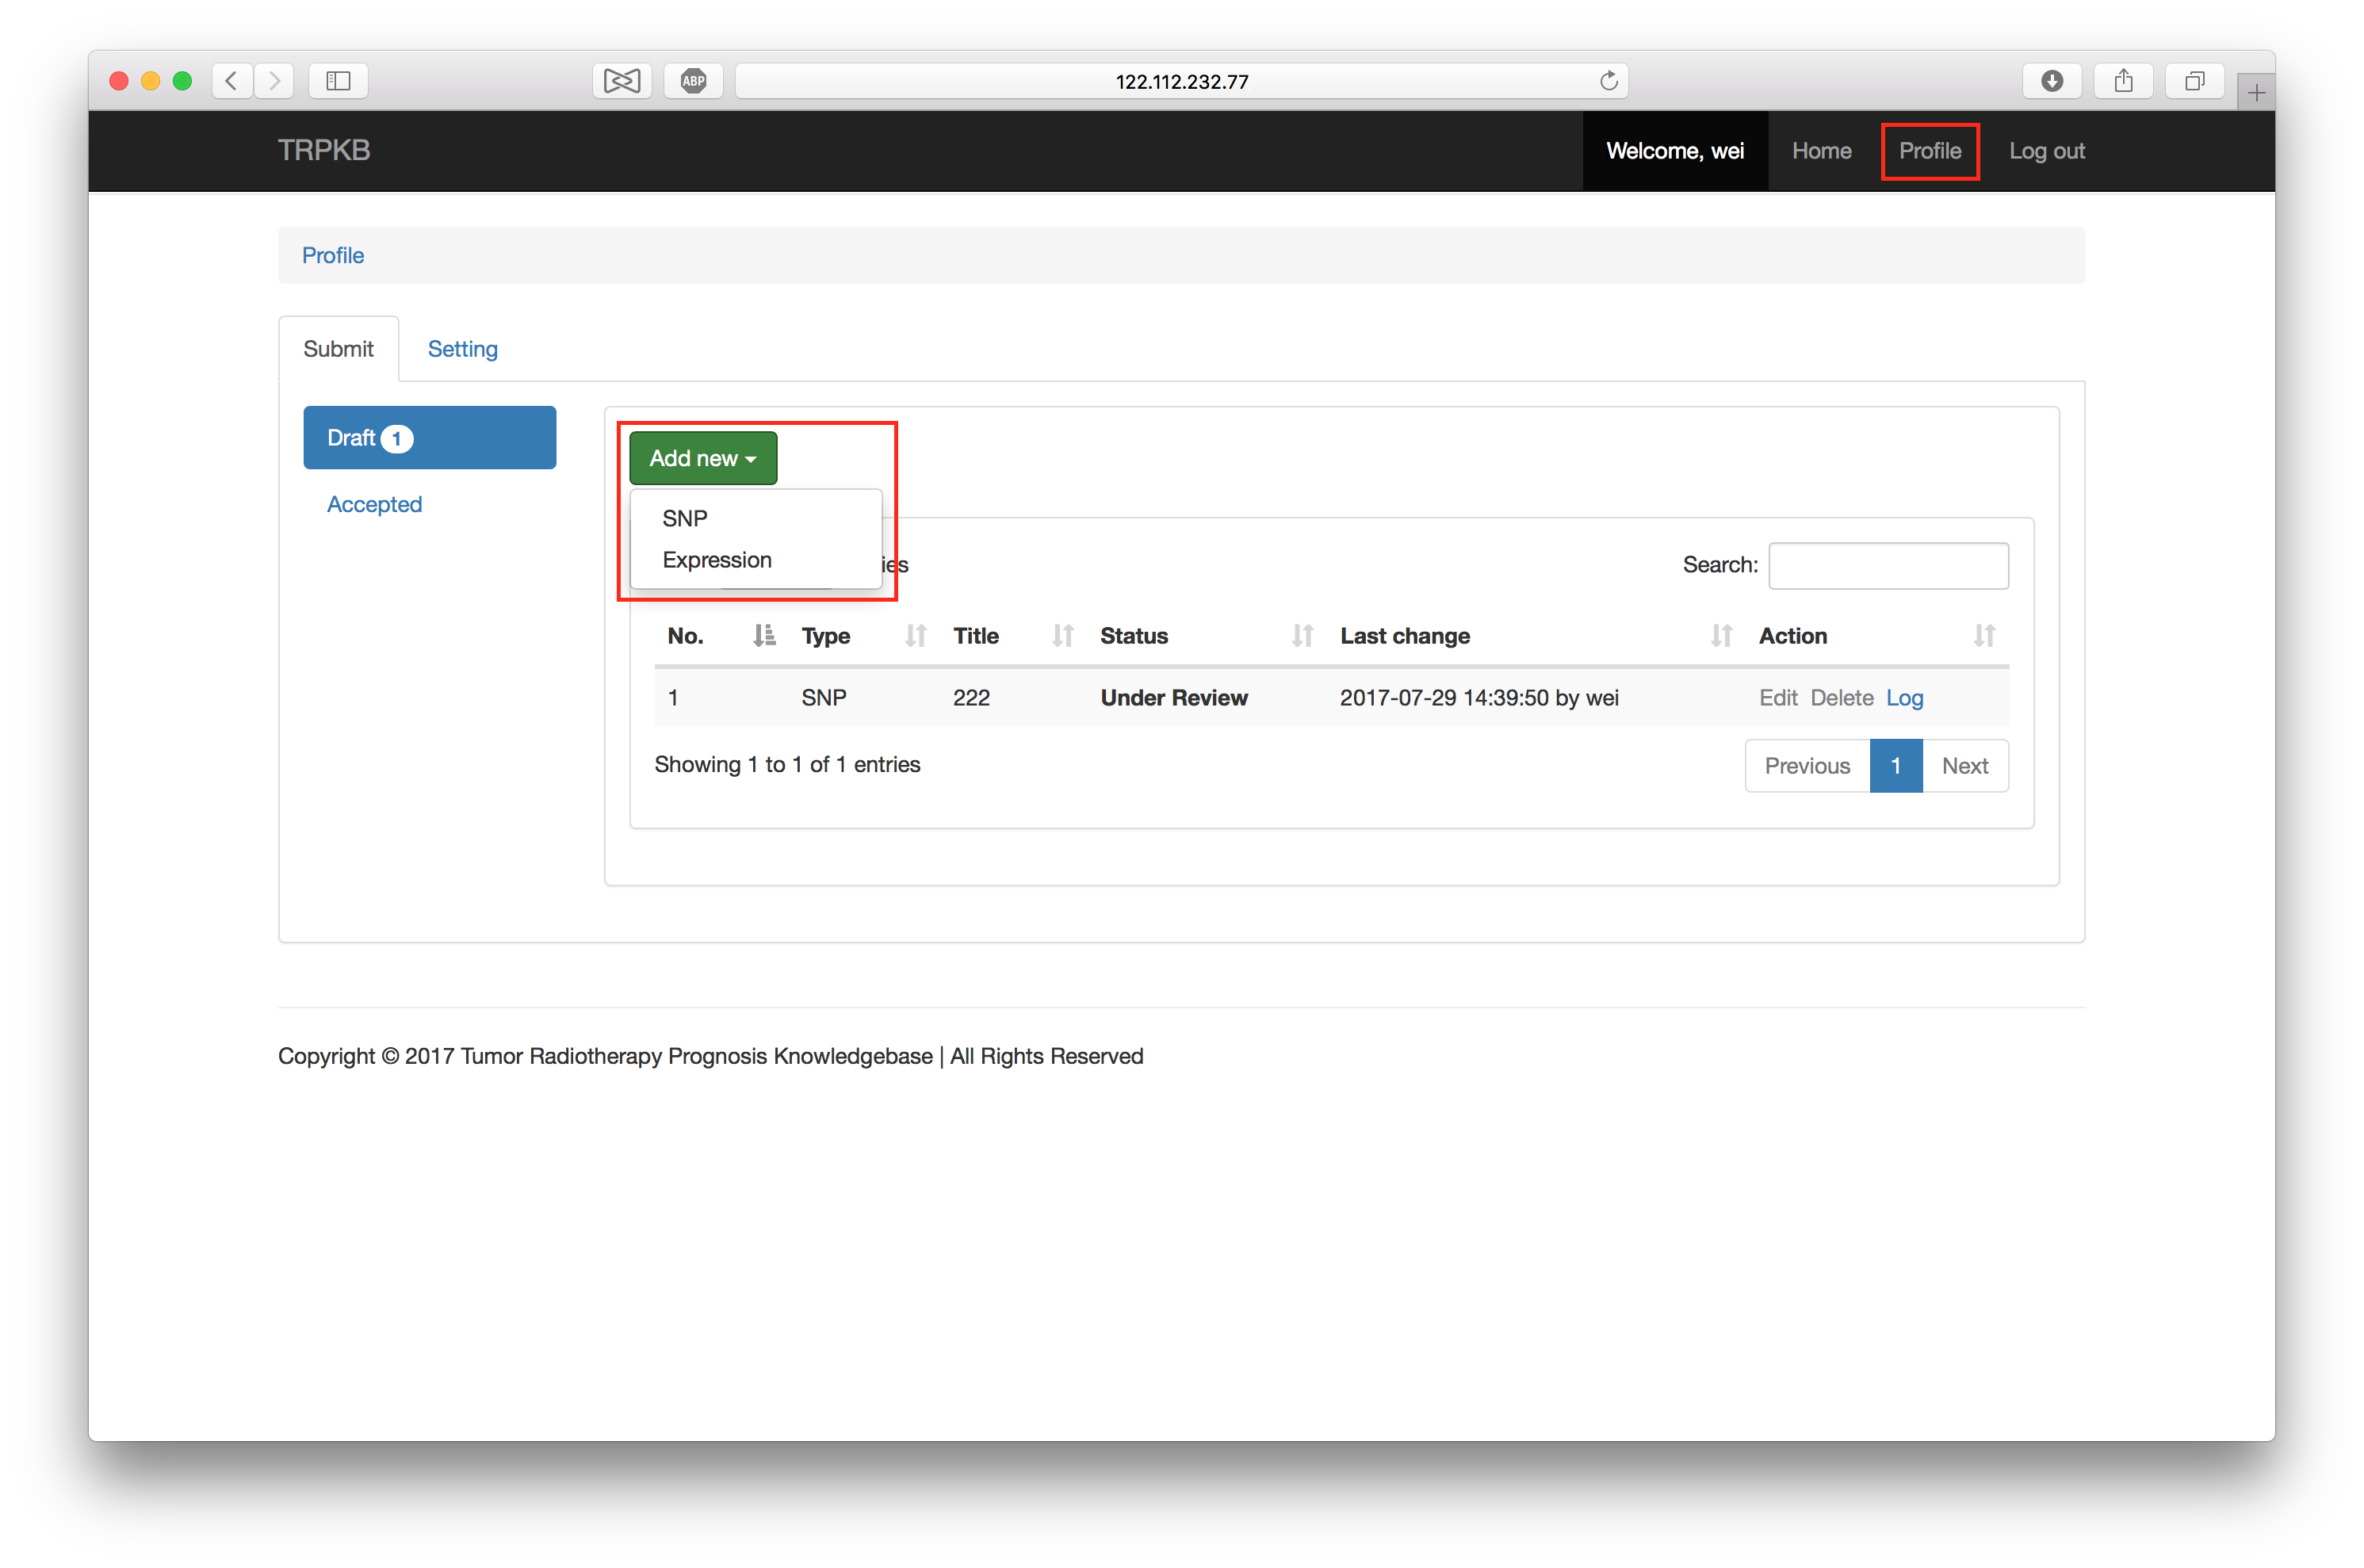 ABP
122.112.232.77
TRPKB
Welcome, wei
Home
Profile
Log out
Profile
Submit
Setting
Draft 1
Accepted
Add new
SNP
Expression
ies
Search:
No. Type Title Status Last change Action
1 SNP 222 Under Review 2017-07-29 14:39:50 by wei Edit Delete Log
Showing 1 to 1 of 1 entries
Previous 1 Next
Copyright © 2017 Tumor Radiotherapy Prognosis Knowledgebase | All Rights Reserved